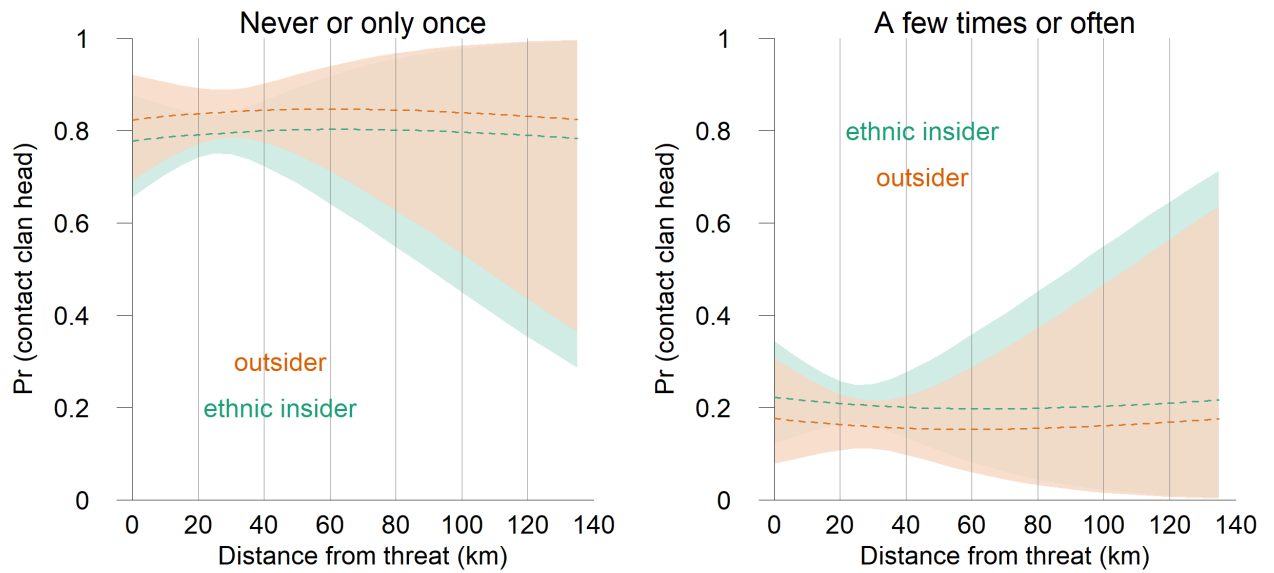 Never or only once
1
0.8
0.6
0.4
0.2
0
Pr (contact clan head)
outsider
ethnic insider
0 20 40 60 80 100 120 140
Distance from threat (km)
A few times or often
1
0.8
0.6
0.4
0.2
0
Pr (contact clan head)
ethnic insider
outsider
0 20 40 60 80 100 120 140
Distance from threat (km)